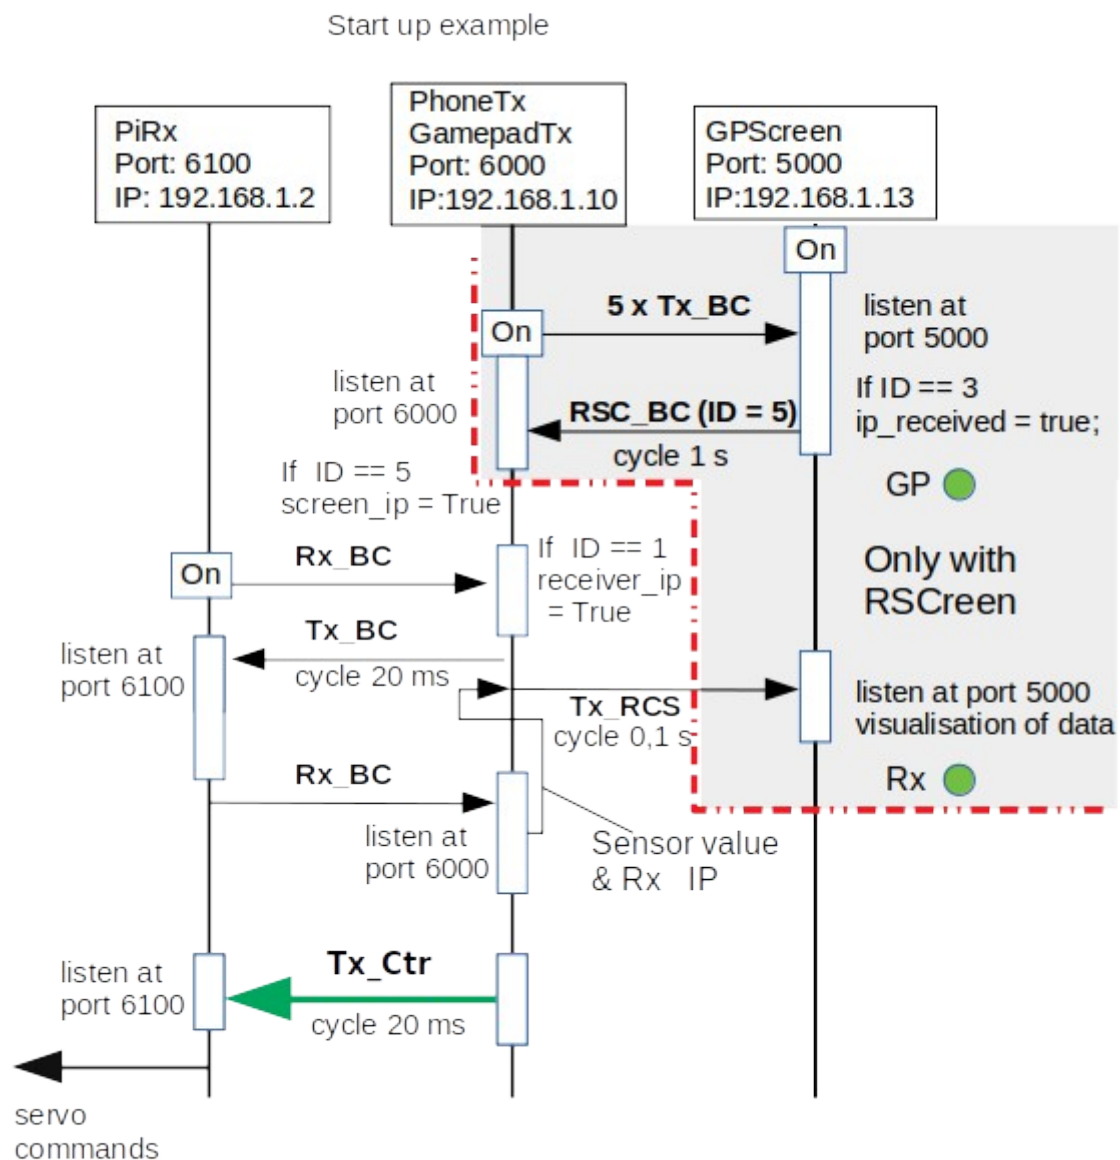 Start up example
PiRx
Port: 6100
IP: 192.168.1.2
PhoneTx
GamepadTx
Port: 6000
IP:192.168.1.10
GPScreen
Port: 5000
IP:192.168.1.13
On
5 x Tx_BC
listen at
port 5000
On
listen at
port 6000
RSC_BC (ID = 5)
cycle 1 s
If ID == 3
ip_received = true;
GP
If ID == 5
screen_ip = True
Only with
RSCreen
On
Rx_BC
If ID == 1
receiver_ip
= True
listen at
port 6100
Tx_BC
cycle 20 ms
Tx_RCS
cycle 0,1 s
listen at port 5000
visualisation of data
Rx
Rx_BC
listen at
port 6000
Sensor value
& Rx IP
listen at
port 6100
Tx_Ctr
cycle 20 ms
servo
commands